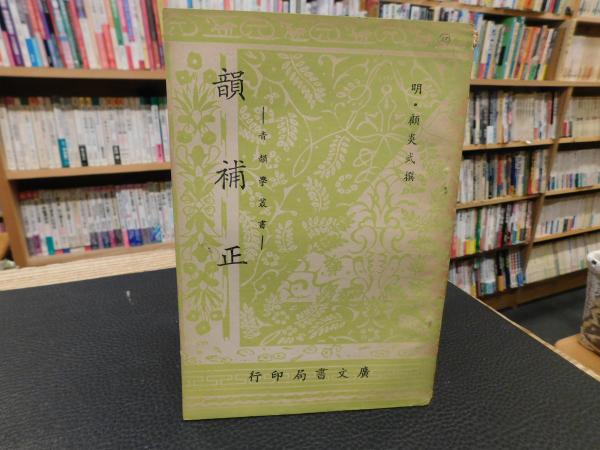 明・顧炎武撰
韻補正
—音韻學叢書—
廣文書局印行